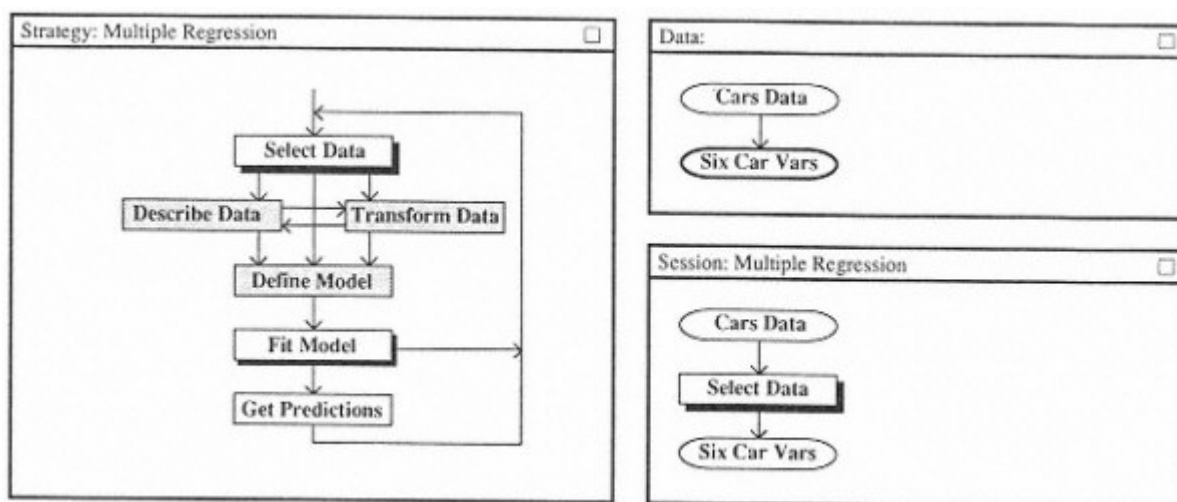 Strategy: Multiple Regression
Select Data
Describe Data
Transform Data
Define Model
Fit Model
Get Predictions
Data:
Cars Data
Six Car Vars
Session: Multiple Regression
Cars Data
Select Data
Six Car Vars